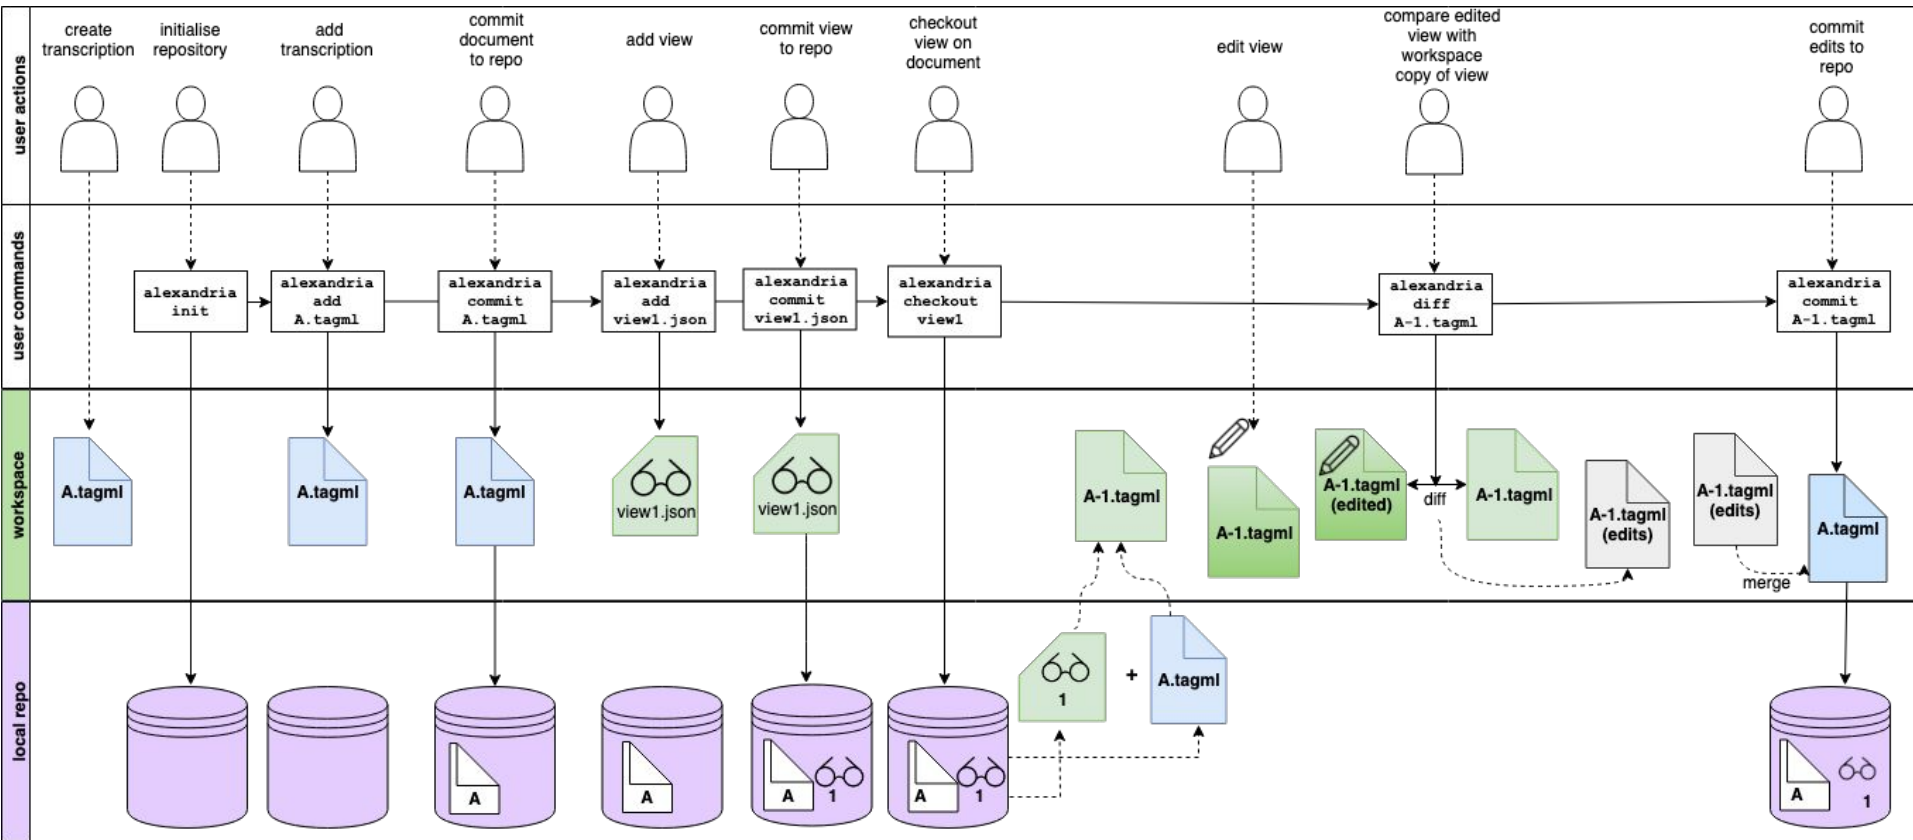 user actions
create
transcription
initialise
repository
add
transcription
commit
document
to repo
add view
commit view
to repo
checkout
view on
document
edit view
compare edited
view with
workspace
copy of view
commit
edits to
repo
user commands
alexandria
init
alexandria
add
A.tagml
alexandria
commit
A.tagml
alexandria
add
view1.json
alexandria
commit
view1.json
alexandria
checkout
view1
alexandria
diff
A-1.tagml
alexandria
commit
A-1.tagml
workspace
A.tagml
A.tagml
A.tagml
view1.json
view1.json
A-1.tagml
A-1.tagml
A-1.tagml
(edited)
diff
A-1.tagml
A-1.tagml
(edits)
A-1.tagml
(edits)
merge
A.tagml
local repo
A
A
A
1
A
1
1
+
A.tagml
A
1